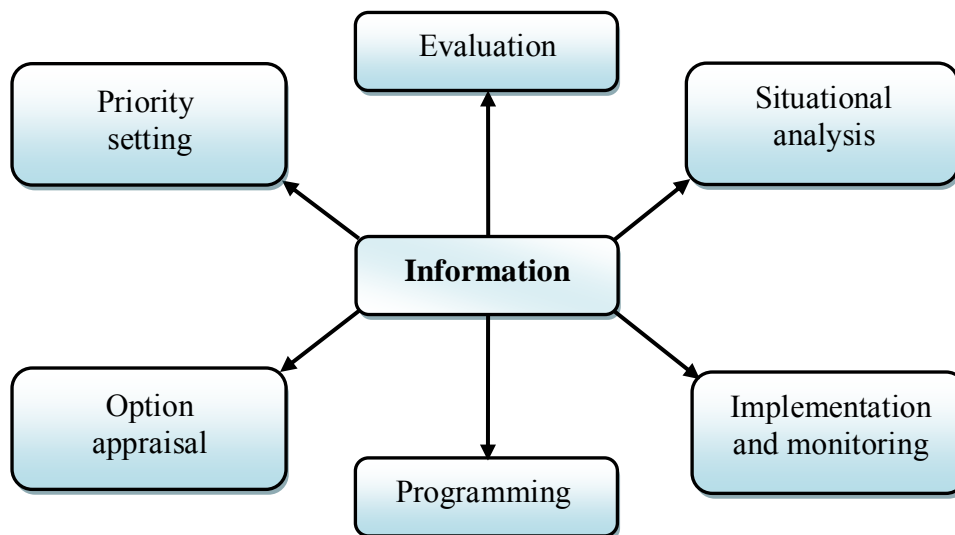 Evaluation
Priority
setting
Situational
analysis
Information
Option
appraisal
Implementation
and monitoring
Programming